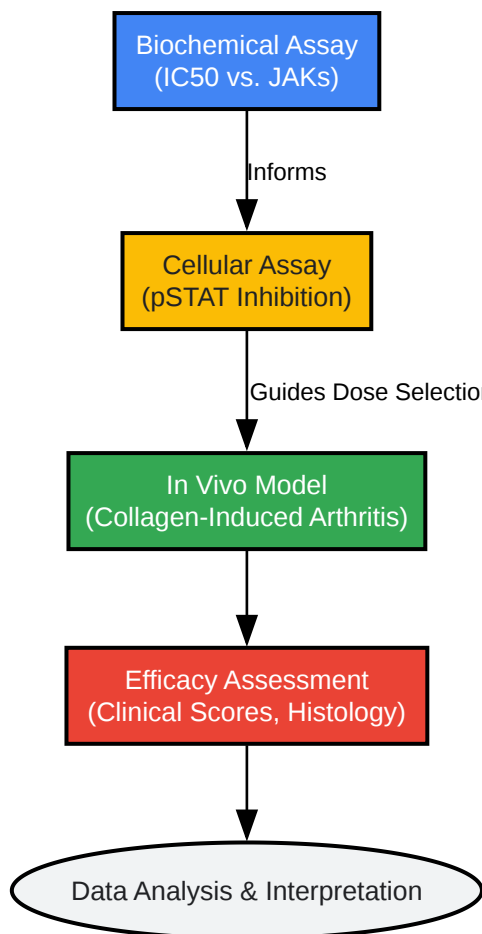 Biochemical Assay
(IC50 vs. JAKs)
Informs
Cellular Assay
(pSTAT Inhibition)
Guides Dose Selection
In Vivo Model
(Collagen-Induced Arthritis)
Efficacy Assessment
(Clinical Scores, Histology)
Data Analysis & Interpretation